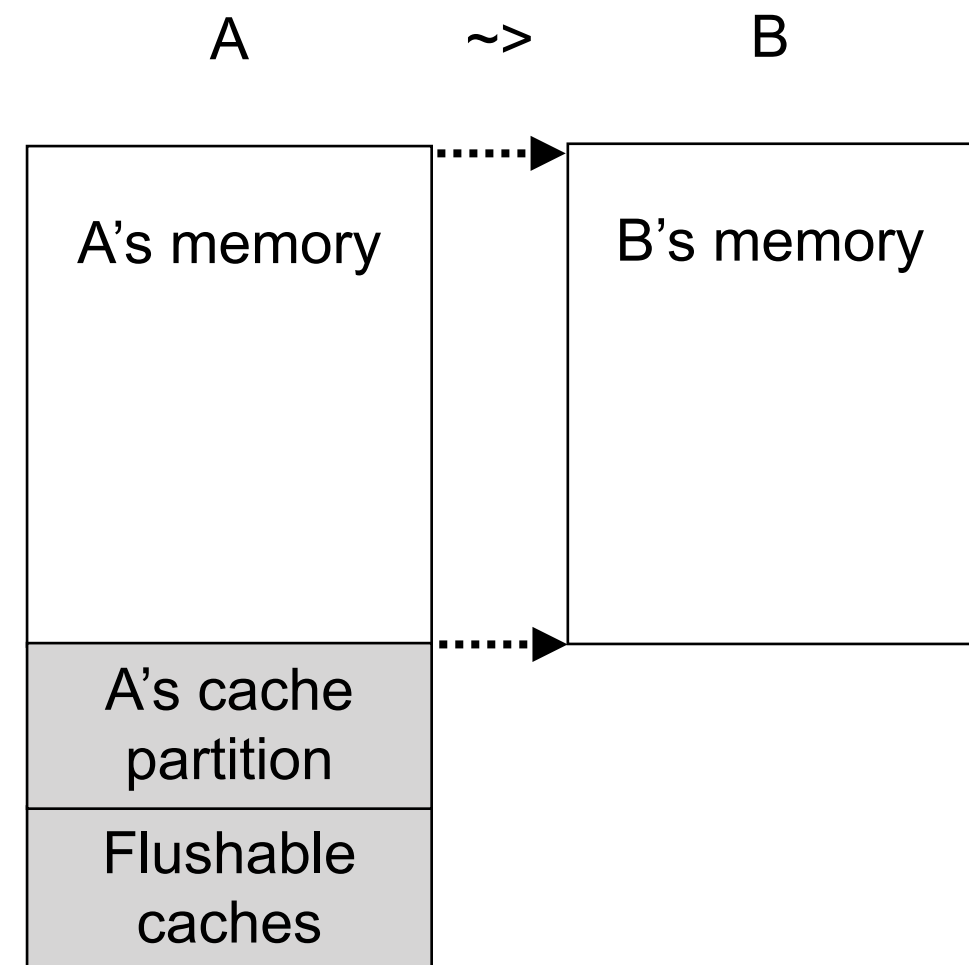 A ~> B
A’s memory B’s memory
A’s cache
partition
Flushable
caches